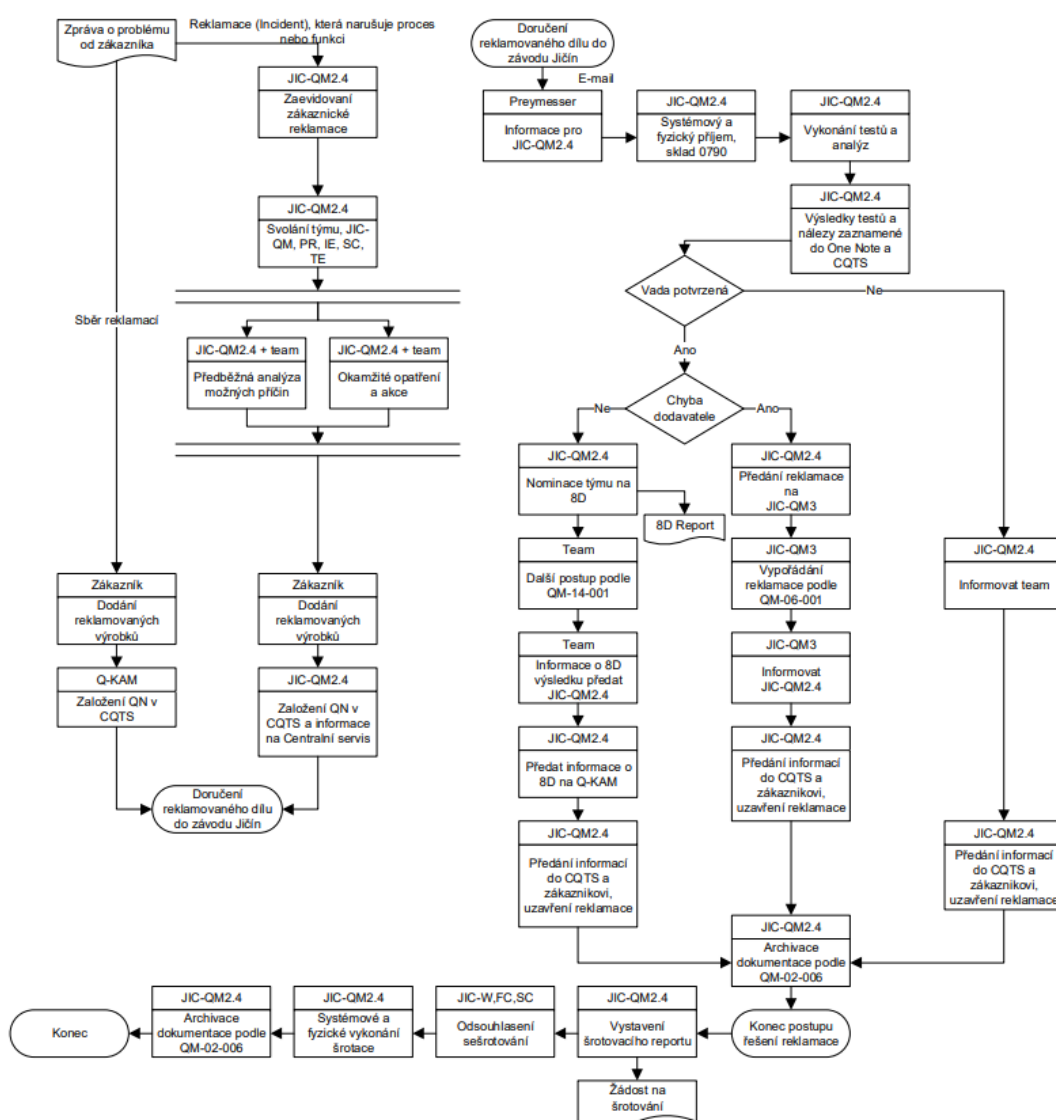 Zpráva o problému
od zákazníka
Reklamace (Incident), která narušuje proces
nebo funkci
JIC-QM2.4
Zaevidovaní
zákaznické
reklamace
JIC-QM2.4
Svolání týmu, JIC-
QM, PR, IE, SC,
TE
Sběr reklamací
JIC-QM2.4 + team
Předběžná analýza
možných příčin
JIC-QM2.4 + team
Okamžité opatření
a akce
Zákazník
Dodání
reklamovaných
výrobků
Zákazník
Dodání
reklamovaných
výrobků
Q-KAM
Založení QN v
CQTS
JIC-QM2.4
Založení QN v
CQTS a informace
na Centralní servis
Doručení
reklamovaného dílu
do závodu Jičín
Doručení
reklamovaného dílu do
závodu Jičín
E-mail
Preymesser
Informace pro
JIC-QM2.4
JIC-QM2.4
Systémový a
fyzický příjem,
sklad 0790
JIC-QM2.4
Vykonání testů a
analýz
JIC-QM2.4
Výsledky testů a
nálezy zaznamené
do One Note a
CQTS
Vada potvrzená
Ne
Ano
Chyba
dodavatele
Ne
Ano
JIC-QM2.4
Nominace týmu na
8D
8D Report
Team
Další postup podle
QM-14-001
Team
Informace o 8D
výsledku předat
JIC-QM2.4
JIC-QM2.4
Předat informace o
8D na Q-KAM
JIC-QM2.4
Předání informací
do CQTS a
zákaznikovi,
uzavření reklamace
JIC-QM2.4
Předání reklamace
na
JIC-QM3
JIC-QM3
Vypořádání
reklamace podle
QM-06-001
JIC-QM3
Informovat
JIC-QM2.4
JIC-QM2.4
Předání informací
do CQTS a
zákaznikovi,
uzavření reklamace
JIC-QM2.4
Informovat team
JIC-QM2.4
Předání informací
do CQTS a
zákaznikovi,
uzavření reklamace
JIC-QM2.4
Archivace
dokumentace podle
QM-02-006
Konec postupu
řešení reklamace
JIC-QM2.4
Vystavení
šrotovacího reportu
Žádost na
šrotování
JIC-W,FC,SC
Odsouhlasení
sešrotování
JIC-QM2.4
Systémové a
fyzické vykonání
šrotace
JIC-QM2.4
Archivace
dokumentace podle
QM-02-006
Konec